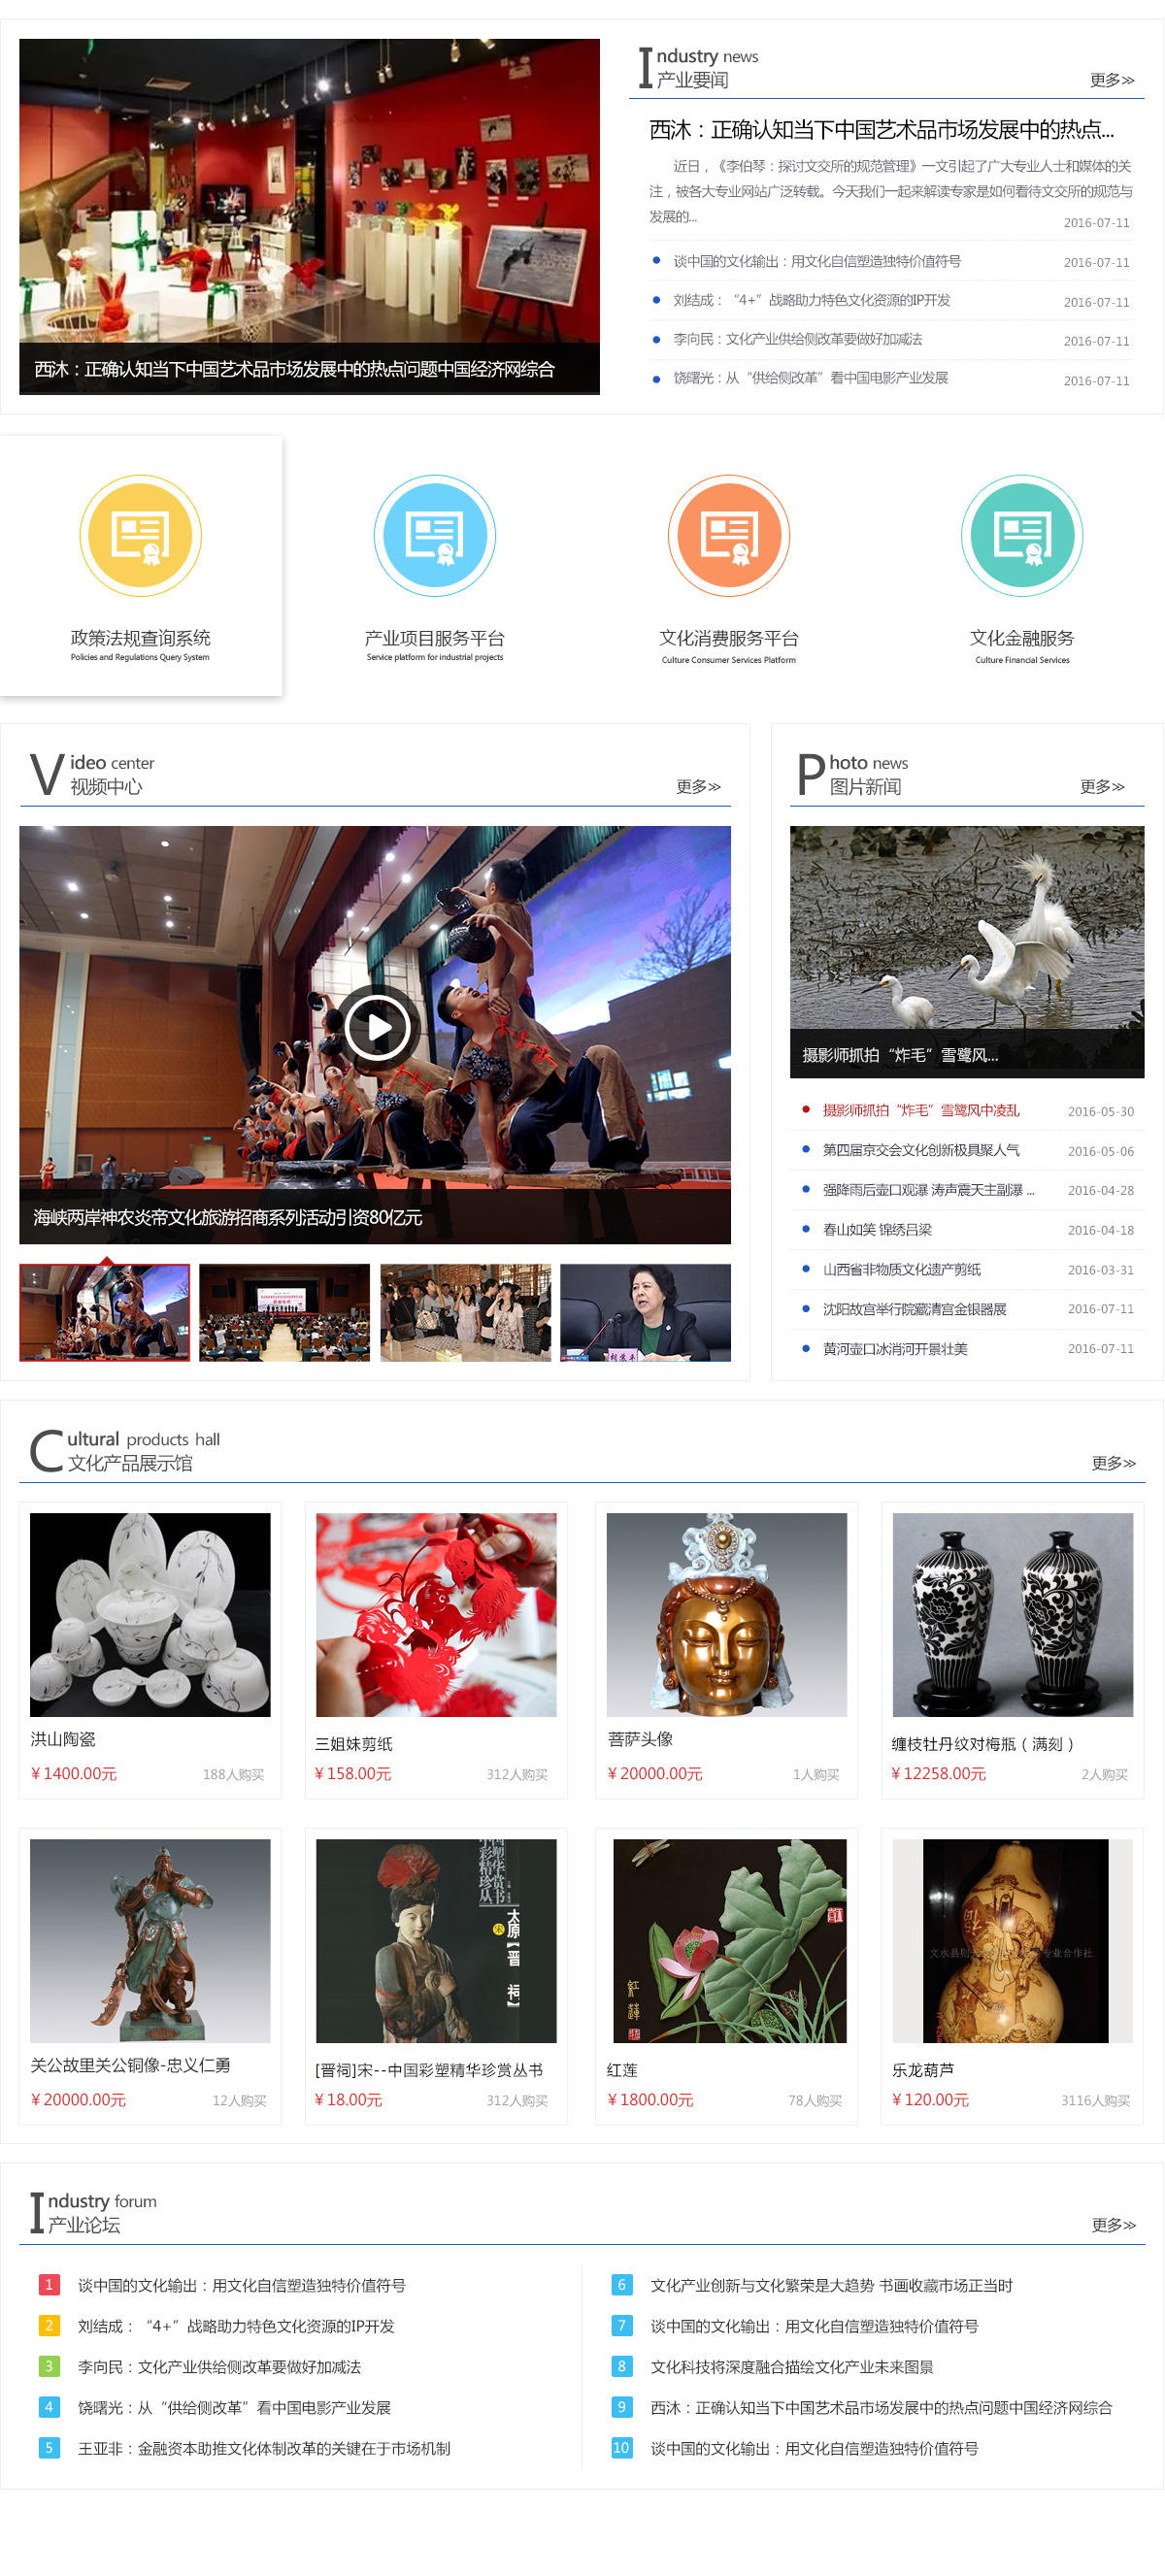 西沐：正确认知当下中国艺术品市场发展中的热点问题中国经济网综合
Industry news
产业要闻
更多≫
西沐：正确认知当下中国艺术品市场发展中的热点...
近日，《李伯琴：探讨文交所的规范管理》一文引起了广大专业人士和媒体的关
注，被各大专业网站广泛转载。今天我们一起来解读专家是如何看待文交所的规范与
发展的...
2016-07-11
谈中国的文化输出：用文化自信塑造独特价值符号 2016-07-11
刘结成：“4+”战略助力特色文化资源的IP开发 2016-07-11
李向民：文化产业供给侧改革要做好加减法 2016-07-11
饶曙光：从“供给侧改革”看中国电影产业发展 2016-07-11
政策法规查询系统
Policies and Regulations Query System
产业项目服务平台
Service platform for industrial projects
文化消费服务平台
Culture Consumer Services Platform
文化金融服务
Culture Financial Services
Video center
视频中心
更多≫
海峡两岸神农炎帝文化旅游招商系列活动引资80亿元
胡苏平
Photo news
图片新闻
更多≫
摄影师抓拍“炸毛”雪鹭风...
摄影师抓拍“炸毛”雪鹭风中凌乱 2016-05-30
第四届京交会文化创新极具聚人气 2016-05-06
强降雨后壶口观瀑 涛声震天主副瀑 ... 2016-04-28
春山如笑 锦绣吕梁 2016-04-18
山西省非物质文化遗产剪纸 2016-03-31
沈阳故宫举行院藏清宫金银器展 2016-07-11
黄河壶口冰消河开景壮美 2016-07-11
Cultural products hall
文化产品展示馆
更多≫
洪山陶瓷
￥1400.00元 188人购买
三姐妹剪纸
￥158.00元 312人购买
菩萨头像
￥20000.00元 1人购买
缠枝牡丹纹对梅瓶（满刻）
￥12258.00元 2人购买
关公故里关公铜像-忠义仁勇
￥20000.00元 12人购买
太原【晋祠】
宋
[晋祠]宋--中国彩塑精华珍赏丛书
￥18.00元 312人购买
红莲
￥1800.00元 78人购买
乐龙葫芦
￥120.00元 3116人购买
Industry forum
产业论坛
更多≫
1 谈中国的文化输出：用文化自信塑造独特价值符号
2 刘结成：“4+”战略助力特色文化资源的IP开发
3 李向民：文化产业供给侧改革要做好加减法
4 饶曙光：从“供给侧改革”看中国电影产业发展
5 王亚非：金融资本助推文化体制改革的关键在于市场机制
6 文化产业创新与文化繁荣是大趋势 书画收藏市场正当时
7 谈中国的文化输出：用文化自信塑造独特价值符号
8 文化科技将深度融合描绘文化产业未来图景
9 西沐：正确认知当下中国艺术品市场发展中的热点问题中国经济网综合
10 谈中国的文化输出：用文化自信塑造独特价值符号